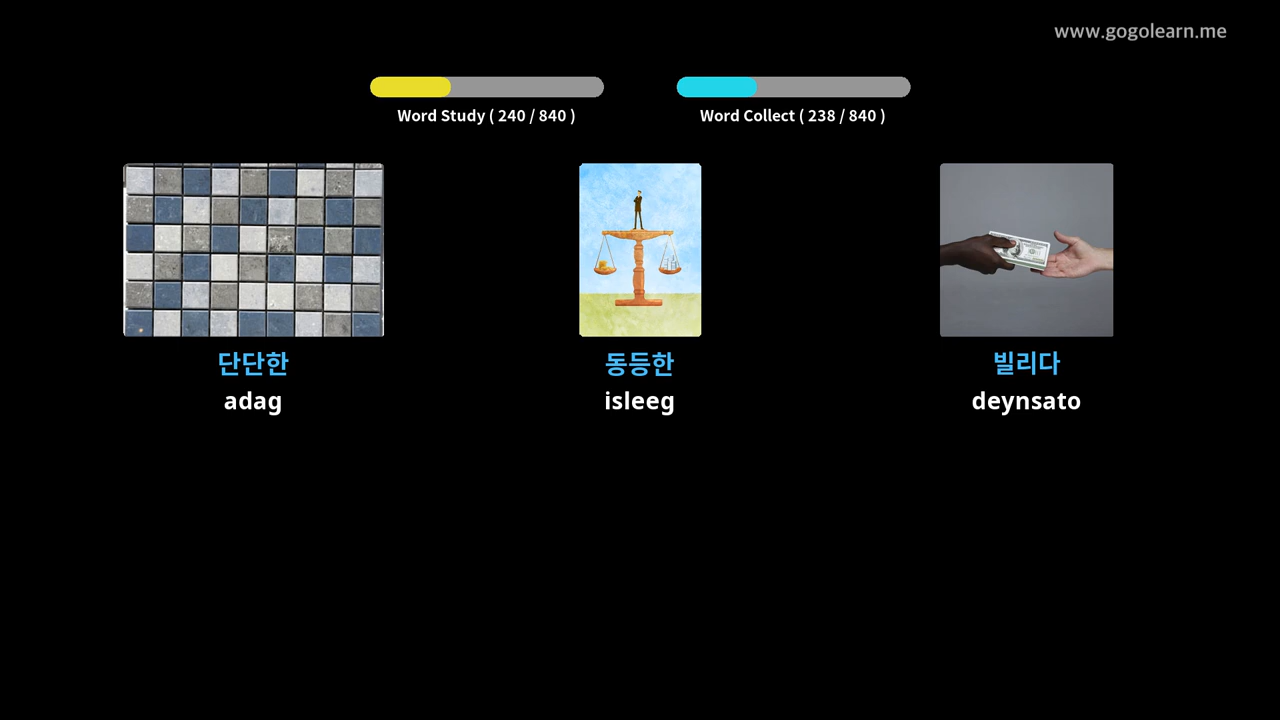 www.gogolearn.me
Word Study ( 240 / 840 )
Word Collect ( 238 / 840 )
단단한
adag
동등한
isleeg
빌리다
deynsato